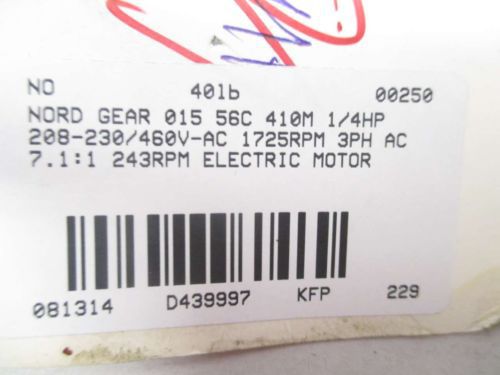 NO 40lb 00250
NORD GEAR 015 56C 410M 1/4HP
208-230/460V-AC 1725RPM 3PH AC
7.1:1 243RPM ELECTRIC MOTOR
081314 D439997 KFP 229